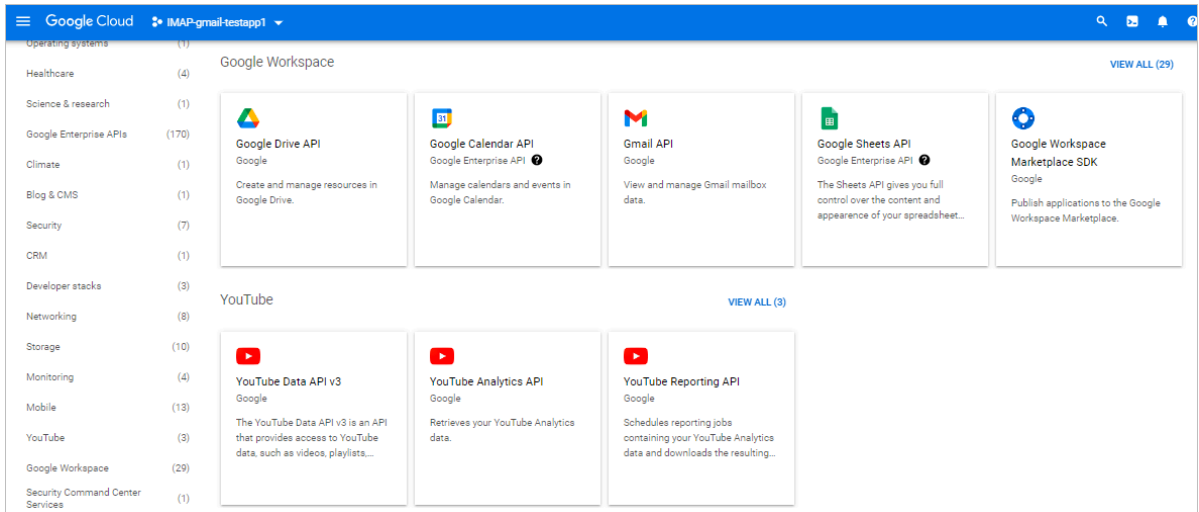 Google Cloud IMAP-gmail-testapp1
Operating systems (1)
Healthcare (4)
Science & research (1)
Google Enterprise APIs (170)
Climate (1)
Blog & CMS (1)
Security (7)
CRM (1)
Developer stacks (3)
Networking (8)
Storage (10)
Monitoring (4)
Mobile (13)
YouTube (3)
Google Workspace (29)
Security Command Center
Services (1)
Google Workspace
VIEW ALL (29)
Google Drive API
Google
Create and manage resources in
Google Drive.
31
Google Calendar API
Google Enterprise API ?
Manage calendars and events in
Google Calendar.
Gmail API
Google
View and manage Gmail mailbox
data.
Google Sheets API
Google Enterprise API ?
The Sheets API gives you full
control over the content and
appearence of your spreadsheet...
Google Workspace
Marketplace SDK
Google
Publish applications to the Google
Workspace Marketplace.
YouTube
VIEW ALL (3)
YouTube Data API v3
Google
The YouTube Data API v3 is an API
that provides access to YouTube
data, such as videos, playlists,...
YouTube Analytics API
Google
Retrieves your YouTube Analytics
data.
YouTube Reporting API
Google
Schedules reporting jobs
containing your YouTube Analytics
data and downloads the resulting...